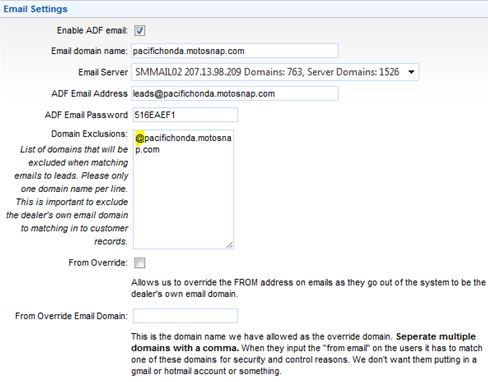 Email Settings
Enable ADF email:
Email domain name: pacifichonda.motosnap.com
Email Server SMMAIL02 207.13.98.209 Domains: 763, Server Domains: 1526
ADF Email Address leads@pacifichonda.motosnap.com
ADF Email Password 516EAEF1
Domain Exclusions: @pacifichonda.motosna
List of domains that will be p.com
excluded when matching
emails to leads. Please only
one domain name per line.
This is important to exclude
the dealer's own email domain
to matching in to customer
records.
From Override:
Allows us to override the FROM address on emails as they go out of the system to be the
dealer's own email domain.
From Override Email Domain:
This is the domain name we have allowed as the override domain. Seperate multiple
domains with a comma. When they input the "from email" on the users it has to match
one of these domains for security and control reasons. We don't want them putting in a
gmail or hotmail account or something.